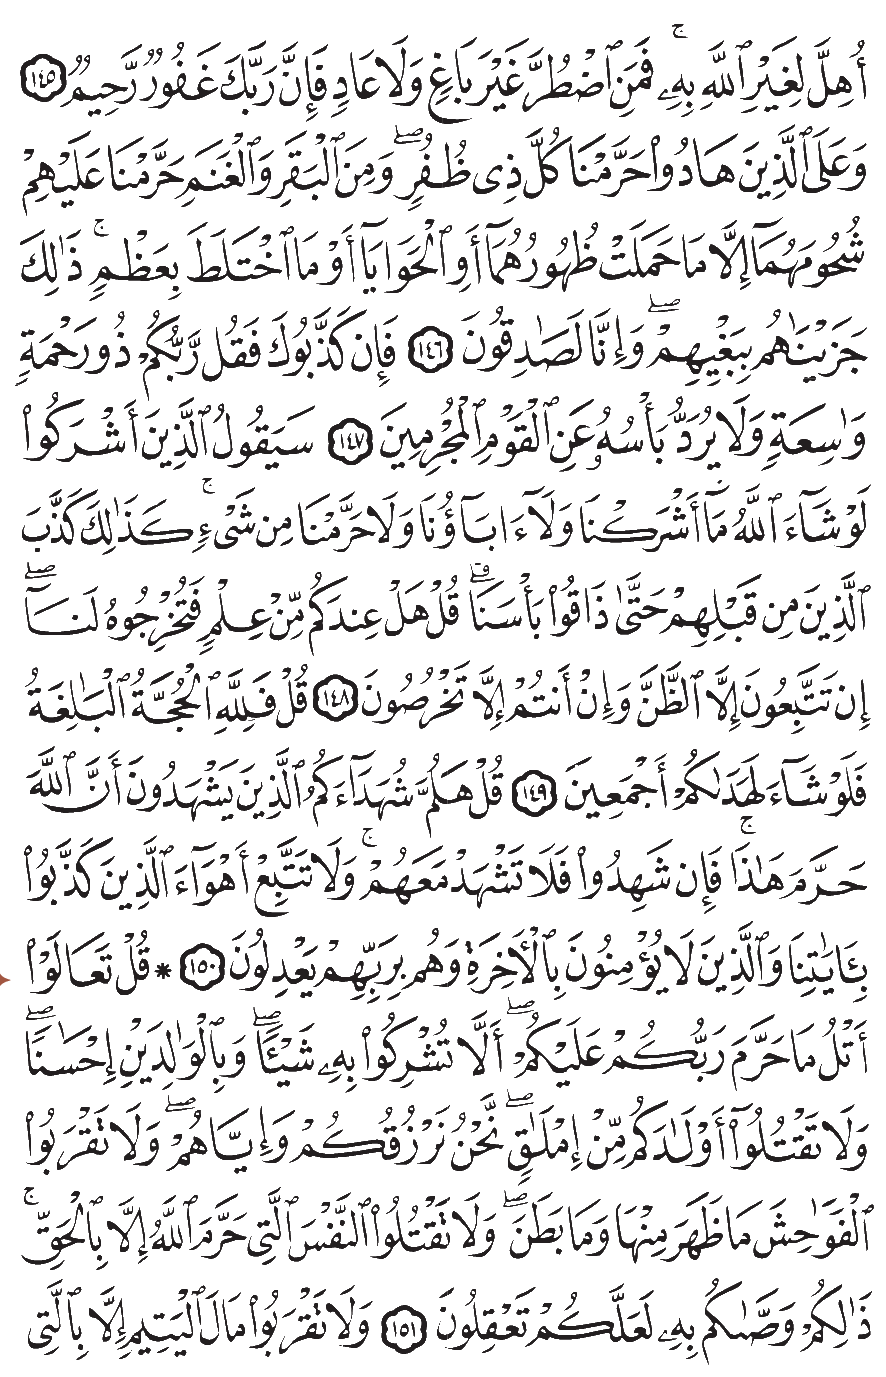 أُهِلَّ لِغَيْرِ ٱللَّهِ بِهِۦۚ فَمَنِ ٱضْطُرَّ غَيْرَ بَاغٍ وَلَا عَادٍ فَإِنَّ رَبَّكَ غَفُورٌ رَّحِيمٌ ١٤٥
وَعَلَى ٱلَّذِينَ هَادُوا۟ حَرَّمْنَا كُلَّ ذِى ظُفُرٍۖ وَمِنَ ٱلْبَقَرِ وَٱلْغَنَمِ حَرَّمْنَا عَلَيْهِمْ
شُحُومَهُمَآ إِلَّا مَا حَمَلَتْ ظُهُورُهُمَآ أَوِ ٱلْحَوَايَآ أَوْ مَا ٱخْتَلَطَ بِعَظْمٍۚ ذَٰلِكَ
جَزَيْنَٰهُم بِبَغْيِهِمْۖ وَإِنَّا لَصَٰدِقُونَ ١٤٦ فَإِن كَذَّبُوكَ فَقُل رَّبُّكُمْ ذُو رَحْمَةٍ
وَٰسِعَةٍ وَلَا يُرَدُّ بَأْسُهُۥ عَنِ ٱلْقَوْمِ ٱلْمُجْرِمِينَ ١٤٧ سَيَقُولُ ٱلَّذِينَ أَشْرَكُوا۟
لَوْ شَآءَ ٱللَّهُ مَآ أَشْرَكْنَا وَلَآ ءَابَآؤُنَا وَلَا حَرَّمْنَا مِن شَىْءٍۚ كَذَٰلِكَ كَذَّبَ
ٱلَّذِينَ مِن قَبْلِهِمْ حَتَّىٰ ذَاقُوا۟ بَأْسَنَاۗ قُلْ هَلْ عِندَكُم مِّنْ عِلْمٍ فَتُخْرِجُوهُ لَنَآۖ
إِن تَتَّبِعُونَ إِلَّا ٱلظَّنَّ وَإِنْ أَنتُمْ إِلَّا تَخْرُصُونَ ١٤٨ قُلْ فَلِلَّهِ ٱلْحُجَّةُ ٱلْبَٰلِغَةُ
فَلَوْ شَآءَ لَهَدَىٰكُمْ أَجْمَعِينَ ١٤٩ قُلْ هَلُمَّ شُهَدَآءَكُمُ ٱلَّذِينَ يَشْهَدُونَ أَنَّ ٱللَّهَ
حَرَّمَ هَٰذَاۚ فَإِن شَهِدُوا۟ فَلَا تَشْهَدْ مَعَهُمْۚ وَلَا تَتَّبِعْ أَهْوَآءَ ٱلَّذِينَ كَذَّبُوا۟
بِـَٔايَٰتِنَا وَٱلَّذِينَ لَا يُؤْمِنُونَ بِٱلْءَاخِرَةِ وَهُم بِرَبِّهِمْ يَعْدِلُونَ ١٥٠ * قُلْ تَعَالَوْا۟
أَتْلُ مَا حَرَّمَ رَبُّكُمْ عَلَيْكُمْۖ أَلَّا تُشْرِكُوا۟ بِهِۦ شَيْـًٔاۖ وَبِٱلْوَٰلِدَيْنِ إِحْسَٰنًاۖ
وَلَا تَقْتُلُوٓا۟ أَوْلَٰدَكُم مِّنْ إِمْلَٰقٍۖ نَّحْنُ نَرْزُقُكُمْ وَإِيَّاهُمْۖ وَلَا تَقْرَبُوا۟
ٱلْفَوَٰحِشَ مَا ظَهَرَ مِنْهَا وَمَا بَطَنَۖ وَلَا تَقْتُلُوا۟ ٱلنَّفْسَ ٱلَّتِى حَرَّمَ ٱللَّهُ إِلَّا بِٱلْحَقِّۚ
ذَٰلِكُمْ وَصَّىٰكُم بِهِۦ لَعَلَّكُمْ تَعْقِلُونَ ١٥١ وَلَا تَقْرَبُوا۟ مَالَ ٱلْيَتِيمِ إِلَّا بِٱلَّتِى